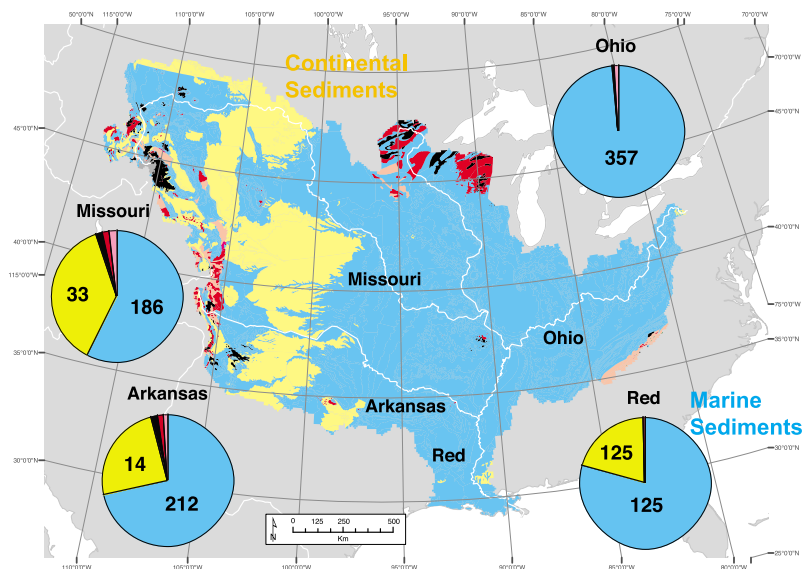 50°0'0"W 115°0'0"W 110°0'0"W 105°0'0"W 100°0'0"W 95°0'0"W 90°0'0"W 85°0'0"W 80°0'0"W 75°0'0"W 70°0'0"W
Ohio
Continental
Sediments
70°0'0"W
65°0'0"W
45°0'0"N
357
Missouri
40°0'0"N
115°0'0"W
33
186
Missouri
Ohio
75°0'0"W
35°0'0"N
35°0'0"N
Arkansas
Arkansas
Red
Marine
Sediments
Red
14
212
125
125
30°0'0"N
30°0'0"N
0 125 250 500
Km
N
25°0'0"N
110°0'0"W 105°0'0"W 100°0'0"W 95°0'0"W 90°0'0"W 85°0'0"W 80°0'0"W